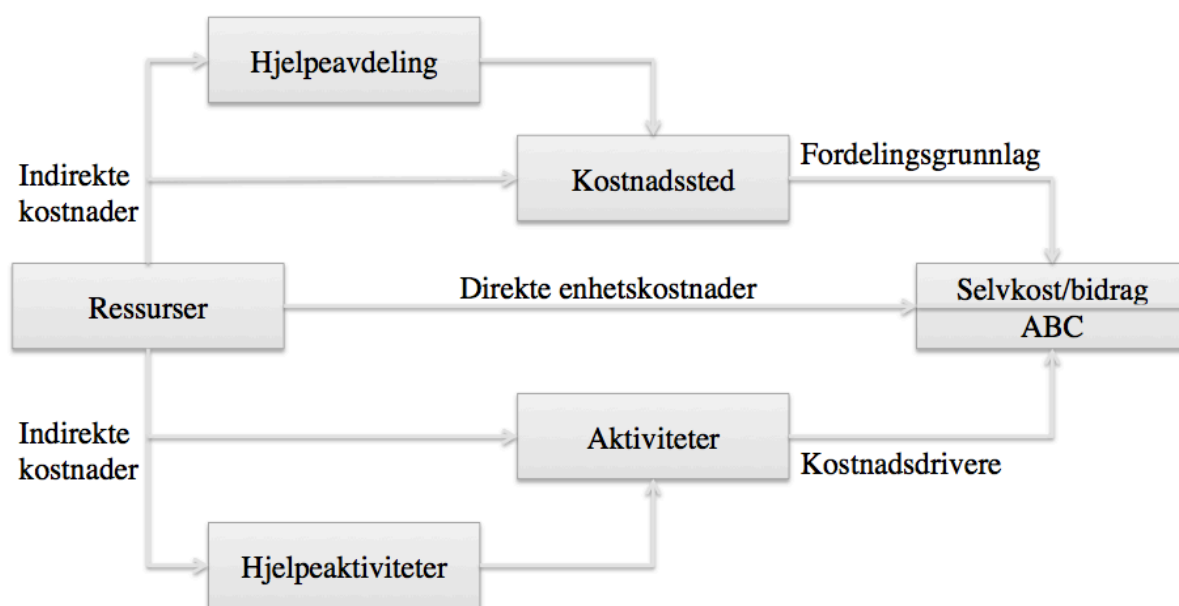 Hjelpeavdeling
Indirekte
kostnader
Kostnadssted
Fordelingsgrunnlag
Ressurser
Direkte enhetskostnader
Selvkost/bidrag
ABC
Indirekte
kostnader
Aktiviteter
Kostnadsdrivere
Hjelpeaktiviteter